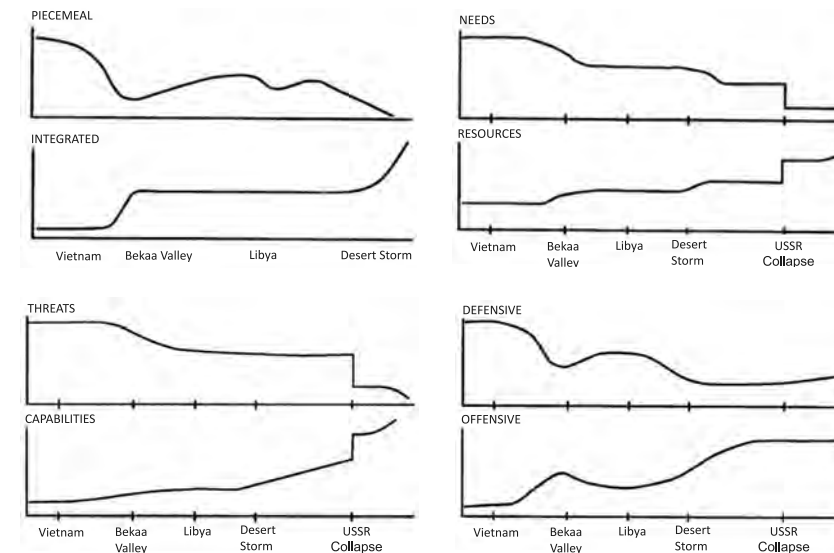 PIECEMEAL
INTEGRATED
Vietnam Bekaa Valley Libya Desert Storm
NEEDS
RESOURCES
Vietnam Bekaa Libya Desert USSR
Valley Storm Collapse
THREATS
CAPABILITIES
Vietnam Bekaa Libya Desert USSR
Valley Storm Collapse
DEFENSIVE
OFFENSIVE
Vietnam Bekaa Libya Desert USSR
Valley Storm Collapse